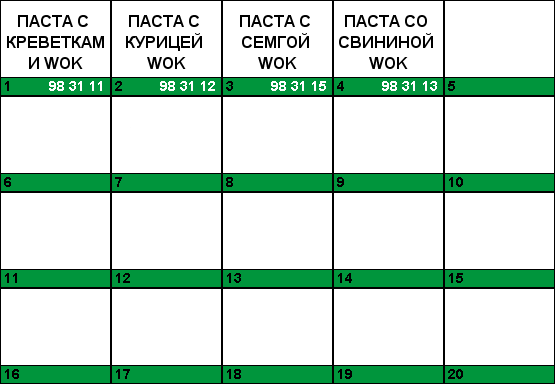 ПАСТА С
КРЕВЕТКАМ
И WOK
1 98 31 11
ПАСТА С
КУРИЦЕЙ
WOK
2 98 31 12
ПАСТА С
СЕМГОЙ
WOK
3 98 31 15
ПАСТА СО
СВИНИНОЙ
WOK
4 98 31 13
5
6
7
8
9
10
11
12
13
14
15
16
17
18
19
20